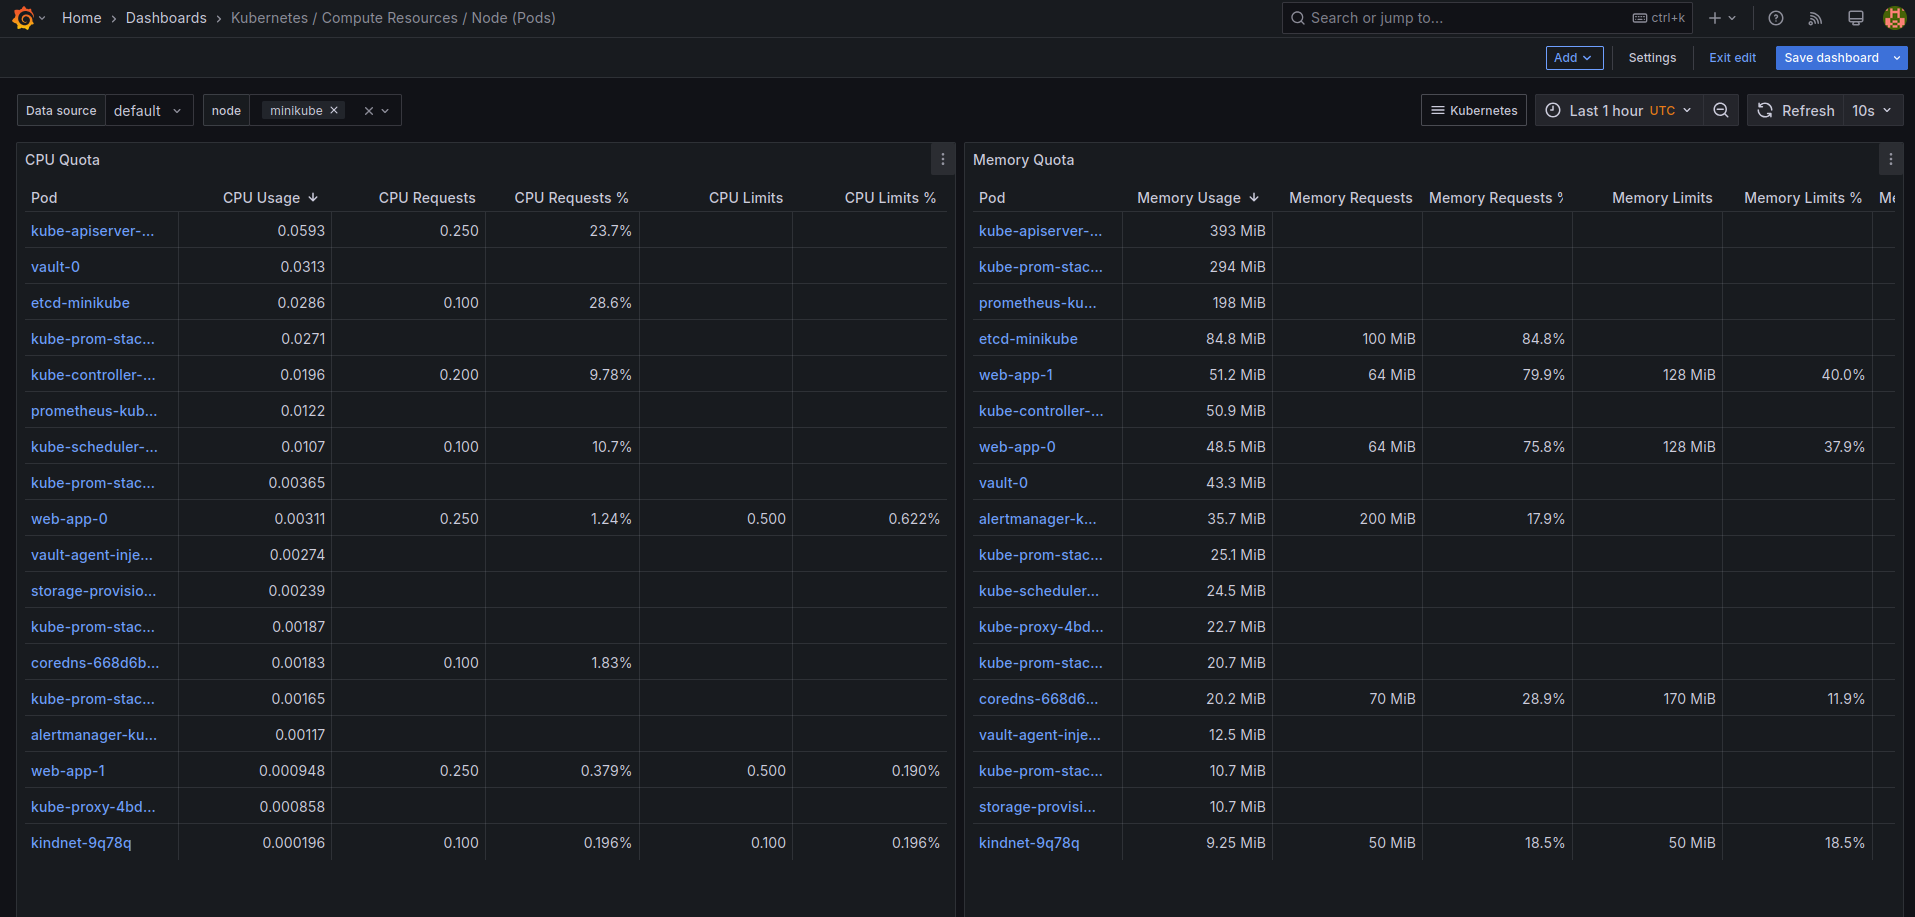 Home › Dashboards › Kubernetes / Compute Resources / Node (Pods)
Search or jump to...
ctrl+k
Add
Settings
Exit edit
Save dashboard
Data source default
node minikube
Kubernetes
Last 1 hour UTC
Refresh 10s
CPU Quota
Pod CPU Usage CPU Requests CPU Requests % CPU Limits CPU Limits %
kube-apiserver-... 0.0593 0.250 23.7%
vault-0 0.0313
etcd-minikube 0.0286 0.100 28.6%
kube-prom-stac... 0.0271
kube-controller-... 0.0196 0.200 9.78%
prometheus-kub... 0.0122
kube-scheduler-... 0.0107 0.100 10.7%
kube-prom-stac... 0.00365
web-app-0 0.00311 0.250 1.24% 0.500 0.622%
vault-agent-inje... 0.00274
storage-provisio... 0.00239
kube-prom-stac... 0.00187
coredns-668d6b... 0.00183 0.100 1.83%
kube-prom-stac... 0.00165
alertmanager-ku... 0.00117
web-app-1 0.000948 0.250 0.379% 0.500 0.190%
kube-proxy-4bd... 0.000858
kindnet-9q78q 0.000196 0.100 0.196% 0.100 0.196%
Memory Quota
Pod Memory Usage Memory Requests Memory Requests % Memory Limits Memory Limits %
kube-apiserver-... 393 MiB
kube-prom-stac... 294 MiB
prometheus-ku... 198 MiB
etcd-minikube 84.8 MiB 100 MiB 84.8%
web-app-1 51.2 MiB 64 MiB 79.9% 128 MiB 40.0%
kube-controller-... 50.9 MiB
web-app-0 48.5 MiB 64 MiB 75.8% 128 MiB 37.9%
vault-0 43.3 MiB
alertmanager-k... 35.7 MiB 200 MiB 17.9%
kube-prom-stac... 25.1 MiB
kube-scheduler... 24.5 MiB
kube-proxy-4bd... 22.7 MiB
kube-prom-stac... 20.7 MiB
coredns-668d6... 20.2 MiB 70 MiB 28.9% 170 MiB 11.9%
vault-agent-inje... 12.5 MiB
kube-prom-stac... 10.7 MiB
storage-provisi... 10.7 MiB
kindnet-9q78q 9.25 MiB 50 MiB 18.5% 50 MiB 18.5%